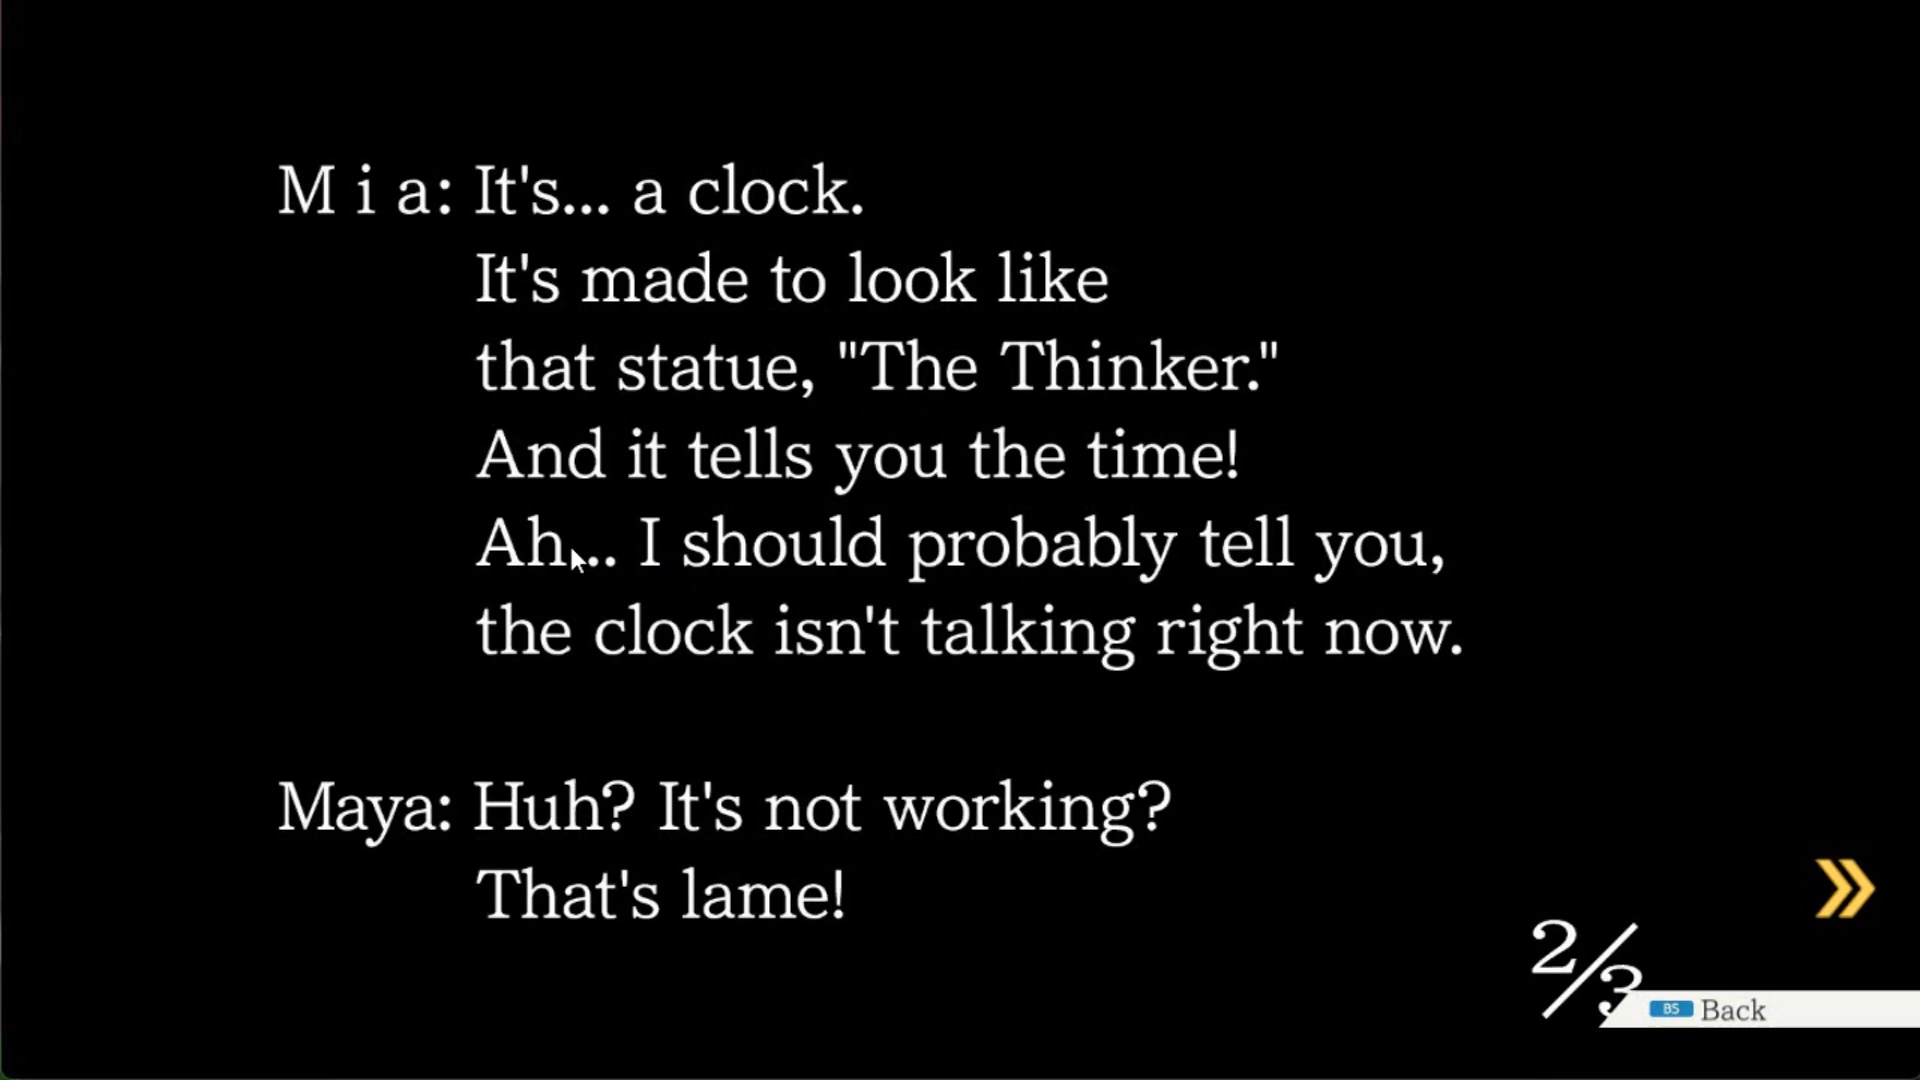 M i a: It's... a clock.
It's made to look like
that statue, "The Thinker."
And it tells you the time!
Ah... I should probably tell you,
the clock isn't talking right now.
Maya: Huh? It's not working?
That's lame!
2/3
BS Back